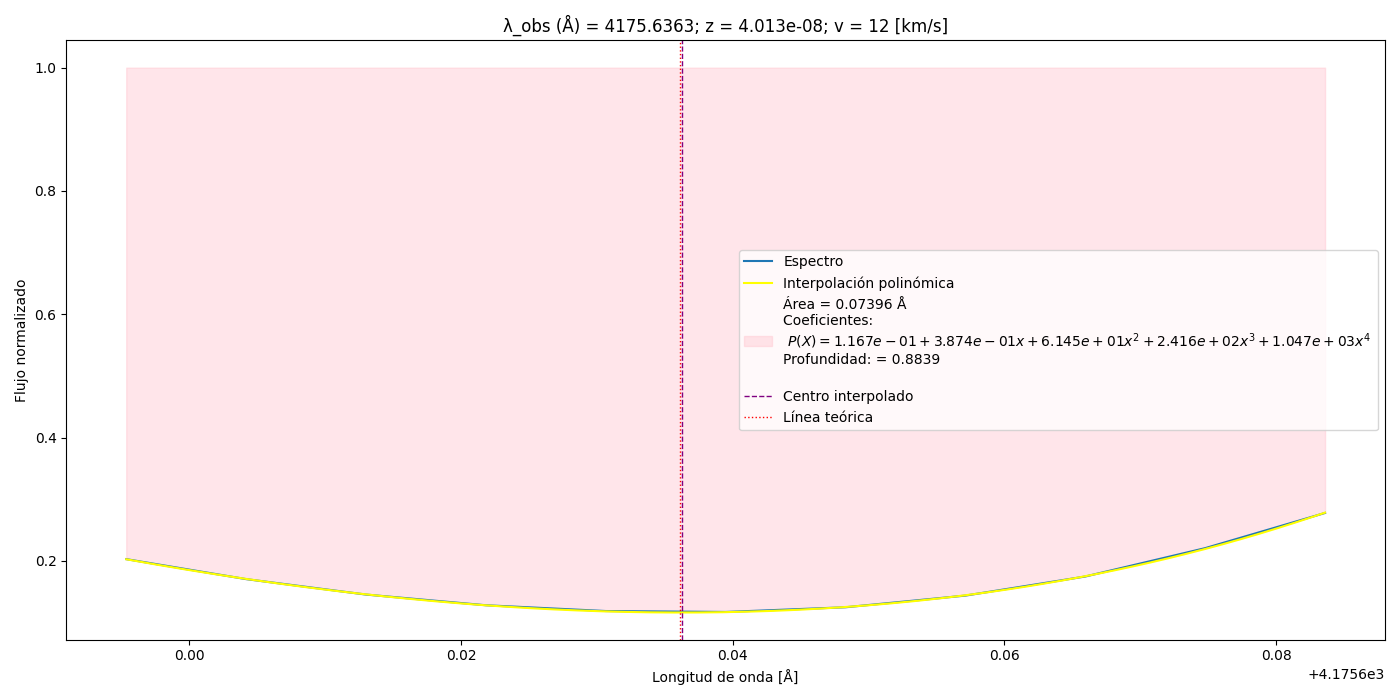 λ_obs (Å) = 4175.6363; z = 4.013e-08; v = 12 [km/s]
Flujo normalizado
1.0
0.8
0.6
0.4
0.2
Espectro
Interpolación polinómica
Área = 0.07396 Å
Coeficientes:
P(X) = 1.167e − 01 + 3.874e − 01x + 6.145e + 01x² + 2.416e + 02x³ + 1.047e + 03x⁴
Profundidad: = 0.8839
Centro interpolado
Línea teórica
0.00 0.02 0.04 0.06 0.08
+4.1756e3
Longitud de onda [Å]